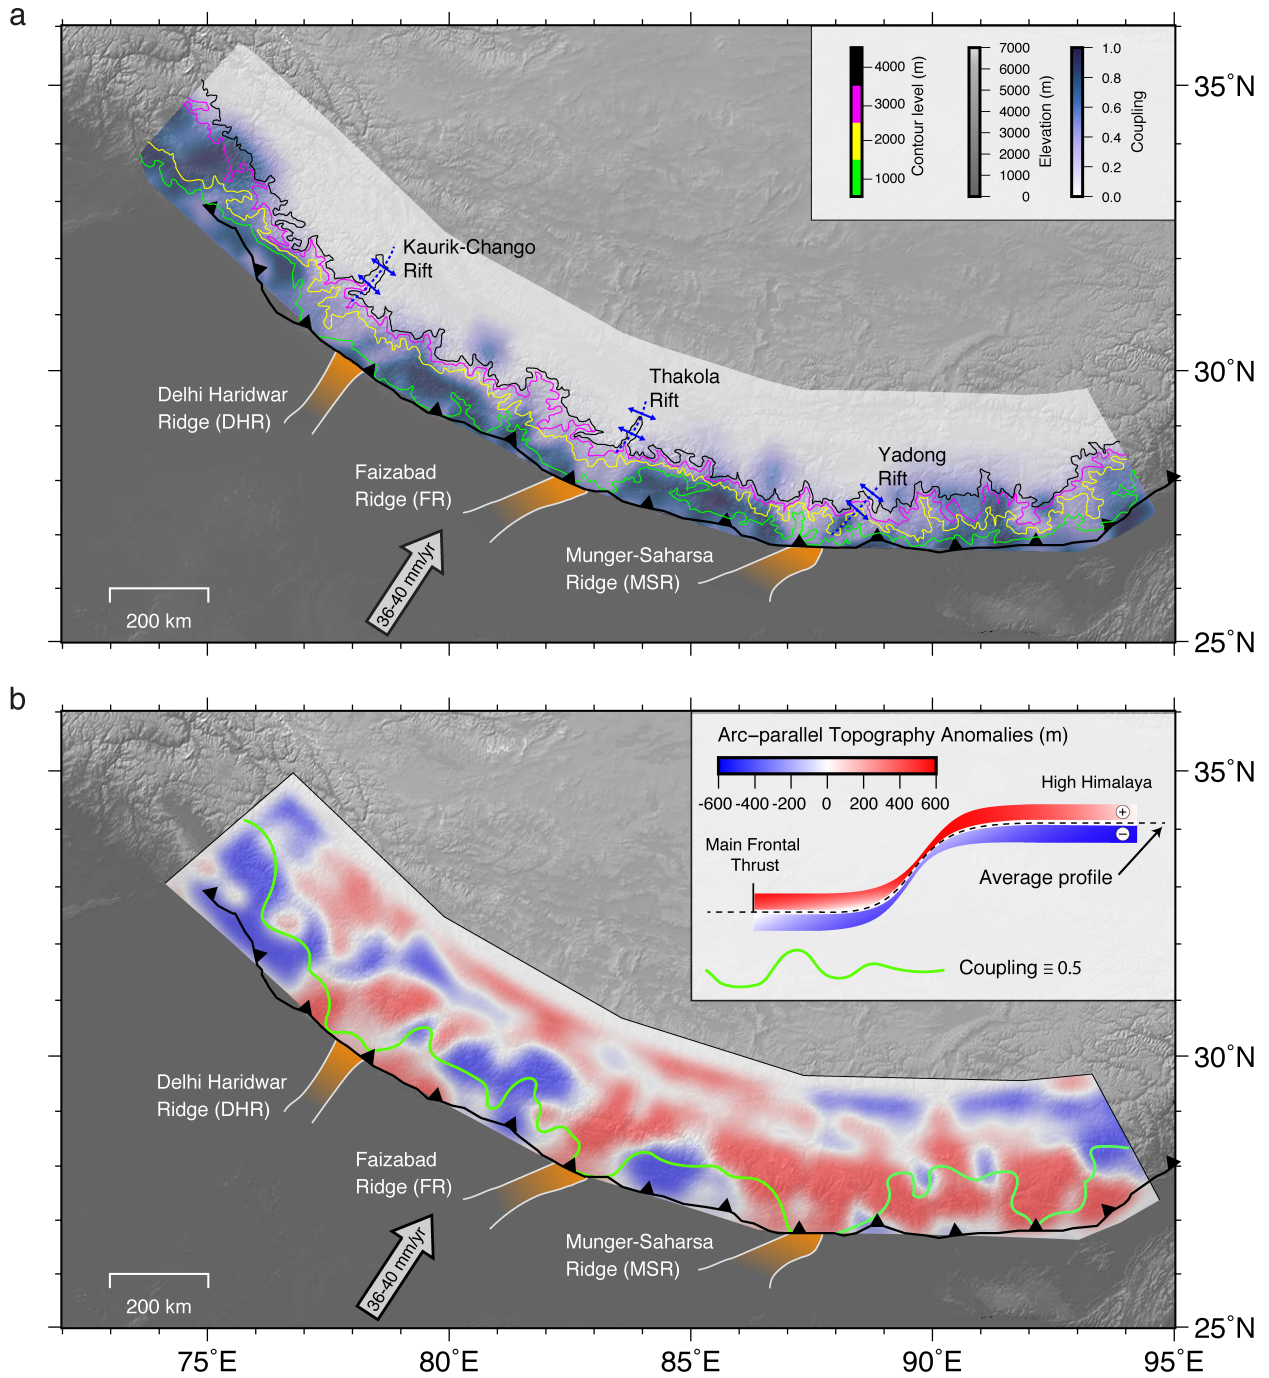 a
4000
3000
2000
1000
Contour level (m)
7000
6000
5000
4000
3000
2000
1000
0
Elevation (m)
1.0
0.8
0.6
0.4
0.2
0.0
Coupling
35°N
30°N
25°N
Kaurik-Chango
Rift
Thakola
Rift
Yadong
Rift
Delhi Haridwar
Ridge (DHR)
Faizabad
Ridge (FR)
Munger-Saharsa
Ridge (MSR)
36-40 mm/yr
200 km
b
Arc-parallel Topography Anomalies (m)
-600 -400 -200 0 200 400 600
High Himalaya
+
−
Main Frontal
Thrust
Average profile
Coupling ≡ 0.5
35°N
30°N
25°N
Delhi Haridwar
Ridge (DHR)
Faizabad
Ridge (FR)
Munger-Saharsa
Ridge (MSR)
36-40 mm/yr
200 km
75°E 80°E 85°E 90°E 95°E